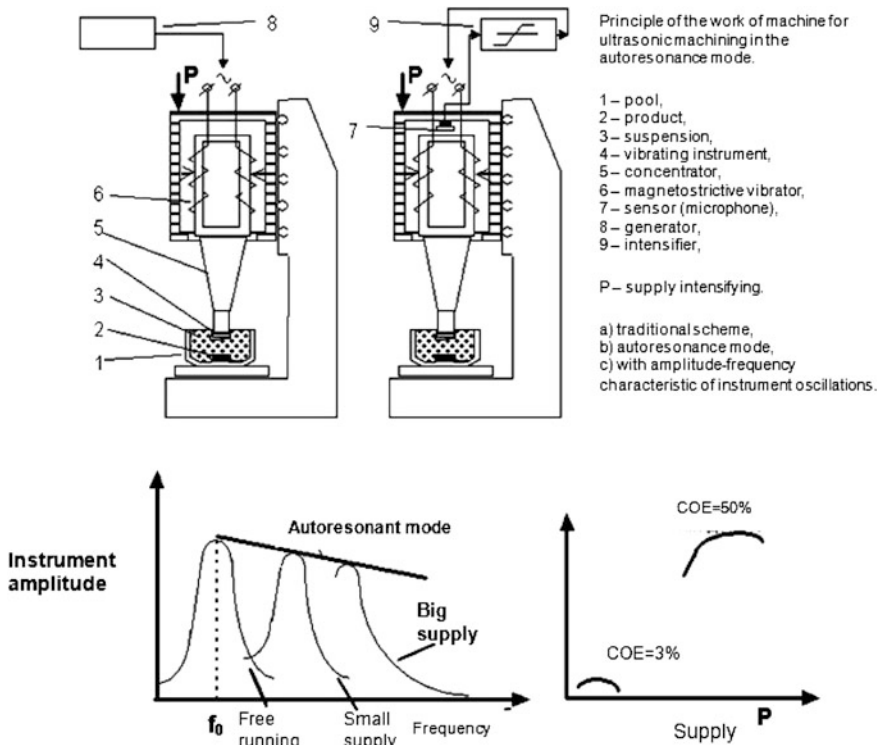 8
9
P
P
7
6
5
4
3
2
1
Principle of the work of machine for
ultrasonic machining in the
autoresonance mode.
1 – pool,
2 – product,
3 – suspension,
4 – vibrating instrument,
5 – concentrator,
6 – magnetostrictive vibrator,
7 – sensor (microphone),
8 – generator,
9 – intensifier,
P – supply intensifying.
a) traditional scheme,
b) autoresonance mode,
c) with amplitude-frequency
characteristic of instrument oscillations.
Instrument
amplitude
Autoresonant mode
Big
supply
f₀
Free
running
Small
supply
Frequency
COE=50%
COE=3%
P
Supply